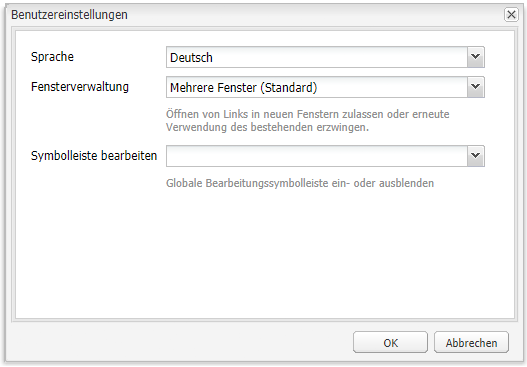 Benutzereinstellungen
Sprache
Deutsch
Fensterverwaltung
Mehrere Fenster (Standard)
Öffnen von Links in neuen Fenstern zulassen oder erneute
Verwendung des bestehenden erzwingen.
Symbolleiste bearbeiten
Globale Bearbeitungssymbolleiste ein- oder ausblenden
OK
Abbrechen